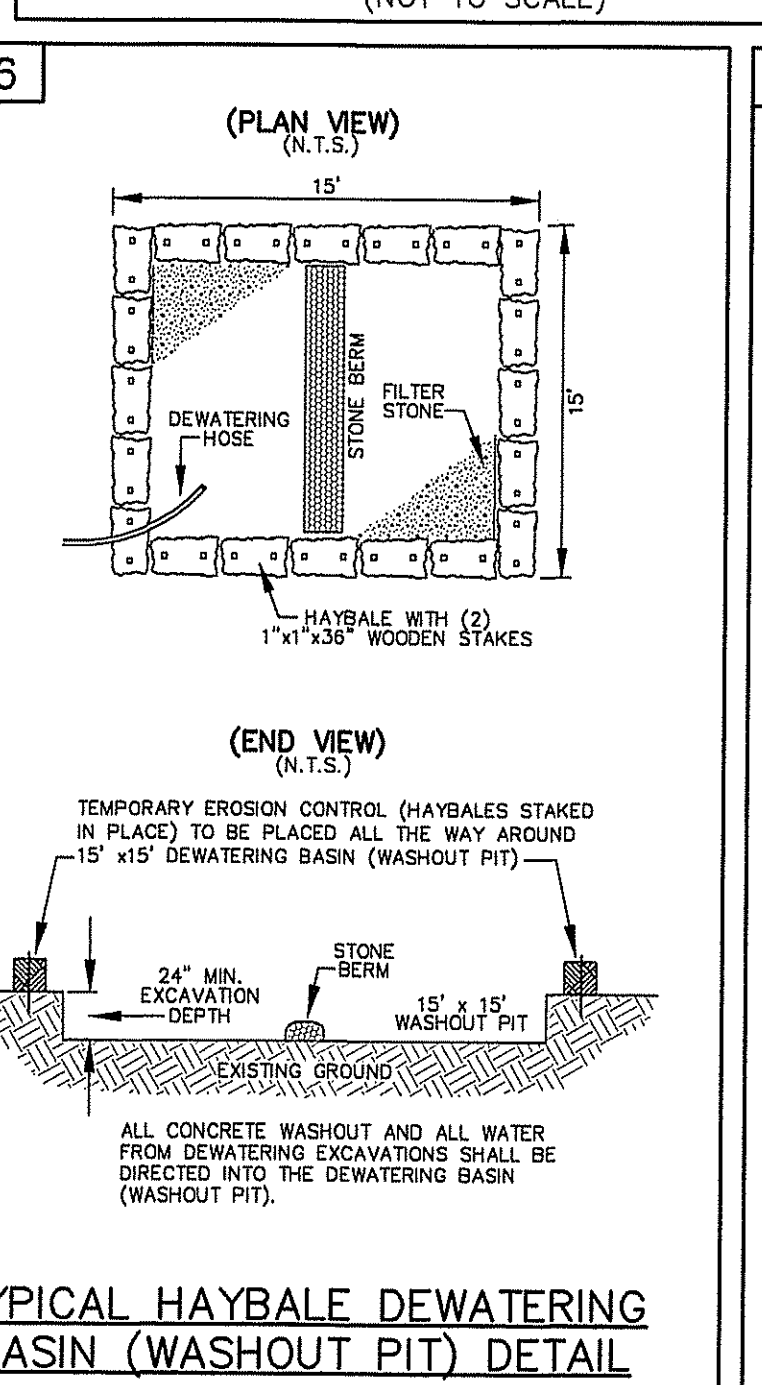 (NOT TO SCALE)
6
(PLAN VIEW)
(N.T.S.)
15'
STONE BERM
FILTER
STONE
15'
DEWATERING
HOSE
HAYBALE WITH (2)
1"x1"x36" WOODEN STAKES
(END VIEW)
(N.T.S.)
TEMPORARY EROSION CONTROL (HAYBALES STAKED
IN PLACE) TO BE PLACED ALL THE WAY AROUND
15' x15' DEWATERING BASIN (WASHOUT PIT)
STONE
BERM
24" MIN.
EXCAVATION
DEPTH
15' x 15'
WASHOUT PIT
EXISTING GROUND
ALL CONCRETE WASHOUT AND ALL WATER
FROM DEWATERING EXCAVATIONS SHALL BE
DIRECTED INTO THE DEWATERING BASIN
(WASHOUT PIT).
YPICAL HAYBALE DEWATERING
ASIN (WASHOUT PIT) DETAIL